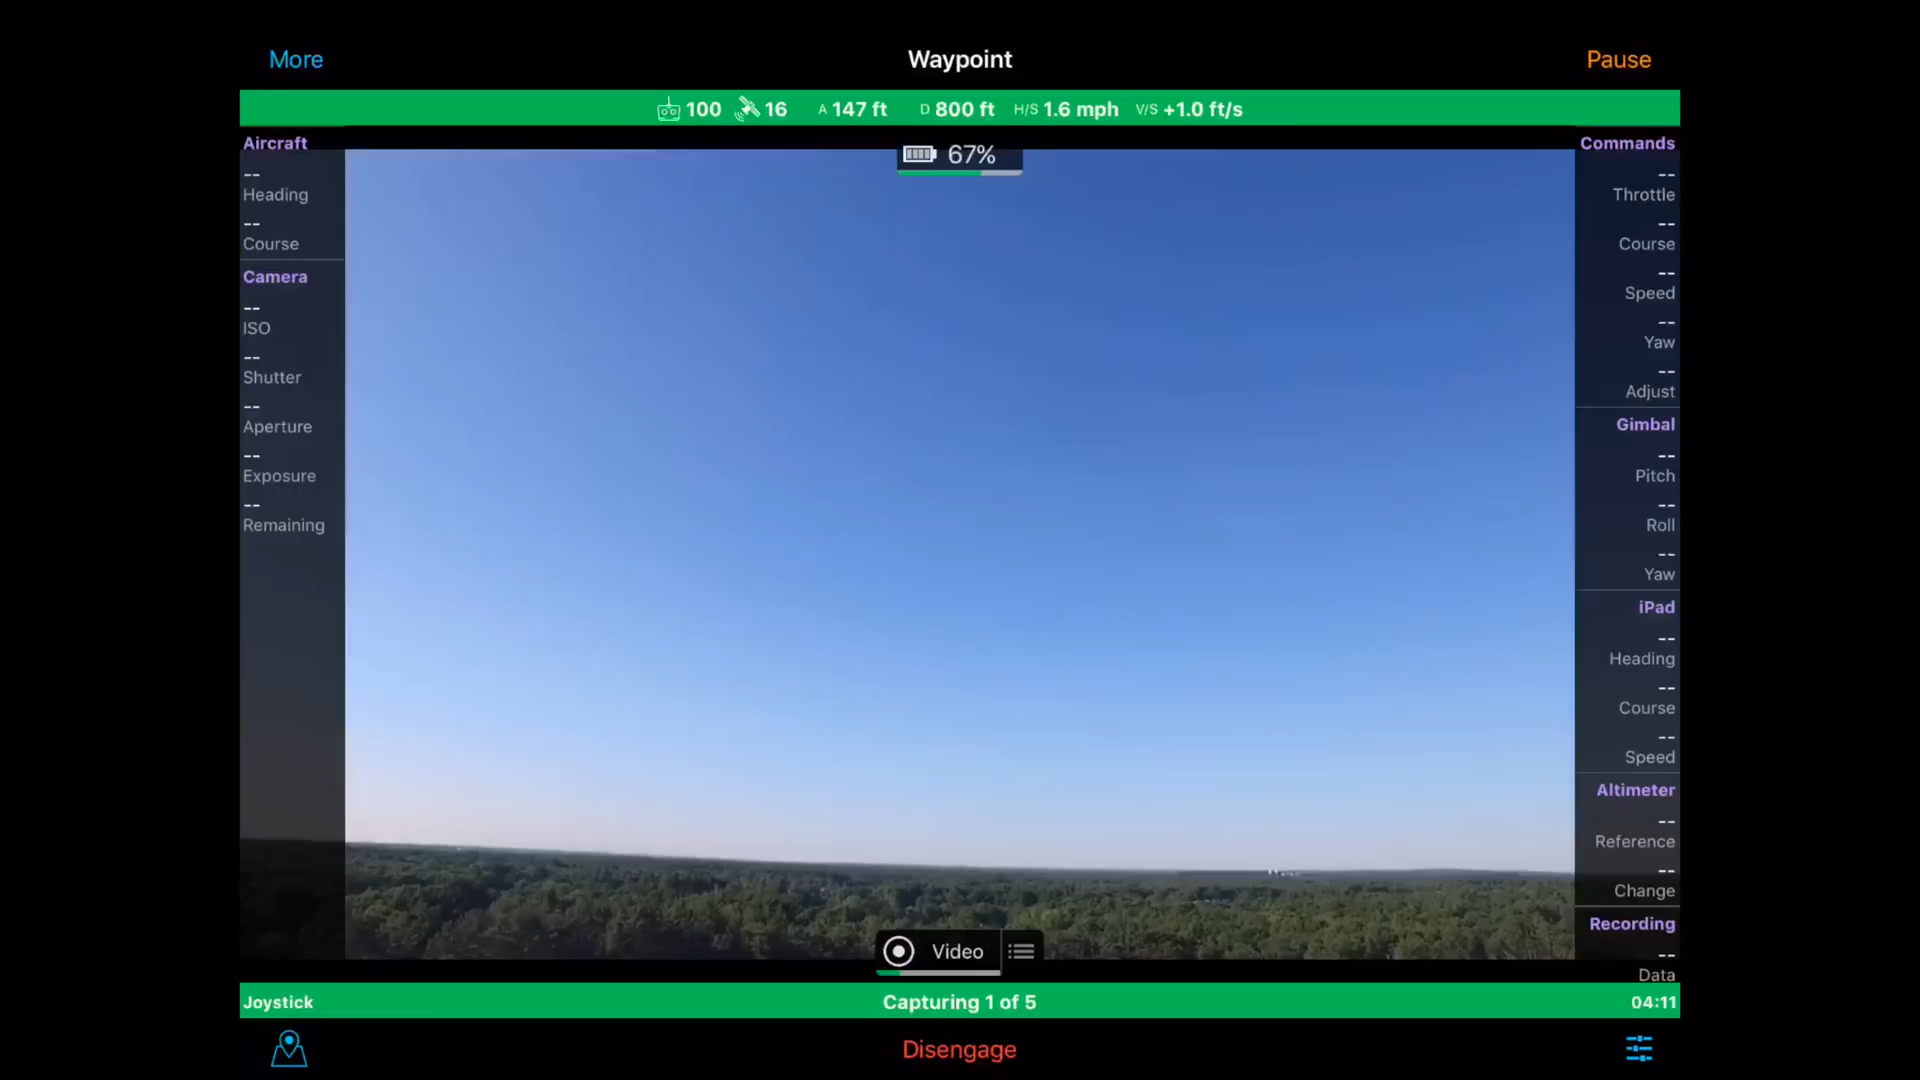 More
Waypoint
Pause
100 16 A 147 ft D 800 ft H/S 1.6 mph V/S +1.0 ft/s
67%
Aircraft
--
Heading
--
Course
Camera
--
ISO
--
Shutter
--
Aperture
--
Exposure
--
Remaining
Commands
--
Throttle
--
Course
--
Speed
--
Yaw
--
Adjust
Gimbal
--
Pitch
--
Roll
--
Yaw
iPad
--
Heading
--
Course
--
Speed
Altimeter
--
Reference
--
Change
Recording
--
Data
Video
Joystick
Capturing 1 of 5
04:11
Disengage